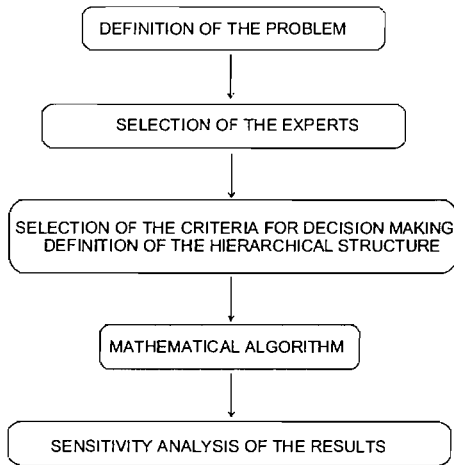 DEFINITION OF THE PROBLEM
SELECTION OF THE EXPERTS
SELECTION OF THE CRITERIA FOR DECISION MAKING
DEFINITION OF THE HIERARCHICAL STRUCTURE
MATHEMATICAL ALGORITHM
SENSITIVITY ANALYSIS OF THE RESULTS